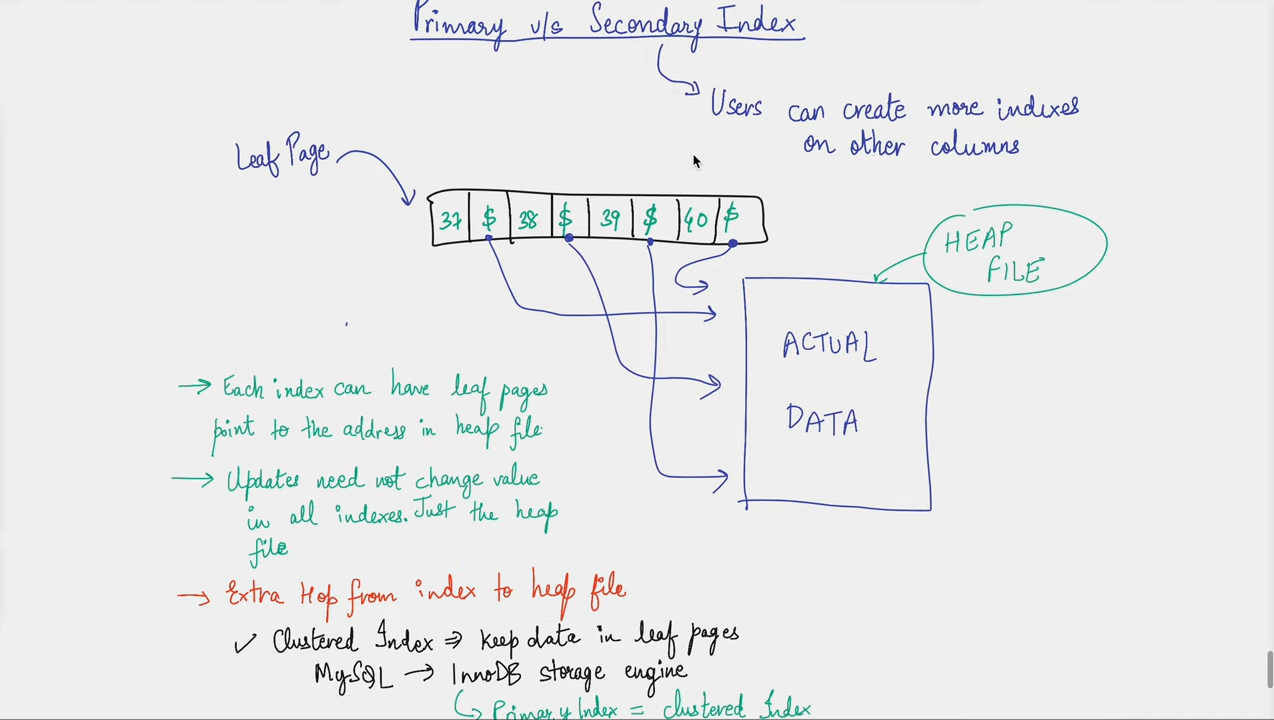 Primary v/s Secondary Index
Users can create more indexes
on other columns
Leaf Page
37 $ 38 $ 39 $ 40 $
HEAP
FILE
ACTUAL
DATA
→ Each index can have leaf pages
point to the address in heap file.
→ Updates need not change value
in all indexes. Just the heap
file
→ Extra Hop from index to heap file
✓ Clustered Index ⇒ keep data in leaf pages
MySQL → InnoDB storage engine
Primary Index = clustered Index